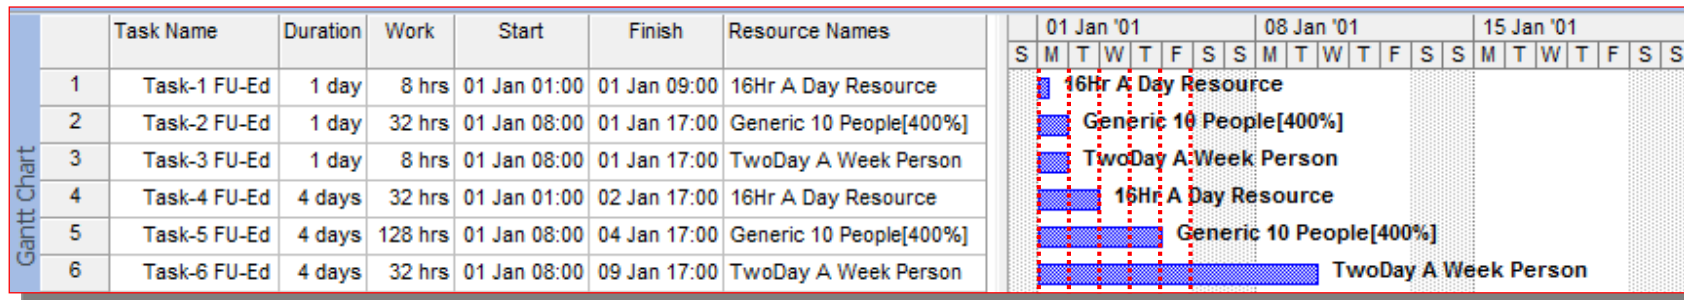 Gantt Chart
Task Name Duration Work Start Finish Resource Names 01 Jan '01 08 Jan '01 15 Jan '01
S M T W T F S S M T W T F S S M T W T F S S
1 Task-1 FU-Ed 1 day 8 hrs 01 Jan 01:00 01 Jan 09:00 16Hr A Day Resource 16Hr A Day Resource
2 Task-2 FU-Ed 1 day 32 hrs 01 Jan 08:00 01 Jan 17:00 Generic 10 People[400%] Generic 10 People[400%]
3 Task-3 FU-Ed 1 day 8 hrs 01 Jan 08:00 01 Jan 17:00 TwoDay A Week Person TwoDay A Week Person
4 Task-4 FU-Ed 4 days 32 hrs 01 Jan 01:00 02 Jan 17:00 16Hr A Day Resource 16Hr A Day Resource
5 Task-5 FU-Ed 4 days 128 hrs 01 Jan 08:00 04 Jan 17:00 Generic 10 People[400%] Generic 10 People[400%]
6 Task-6 FU-Ed 4 days 32 hrs 01 Jan 08:00 09 Jan 17:00 TwoDay A Week Person TwoDay A Week Person